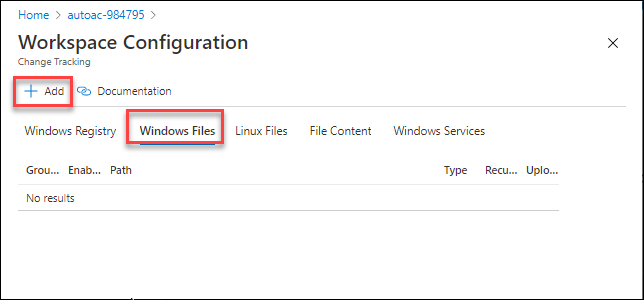 Home > autoac-984795 >
Workspace Configuration
Change Tracking
+ Add Documentation
Windows Registry Windows Files Linux Files File Content Windows Services
Grou... Enab... Path Type Recu... Uplo...
No results